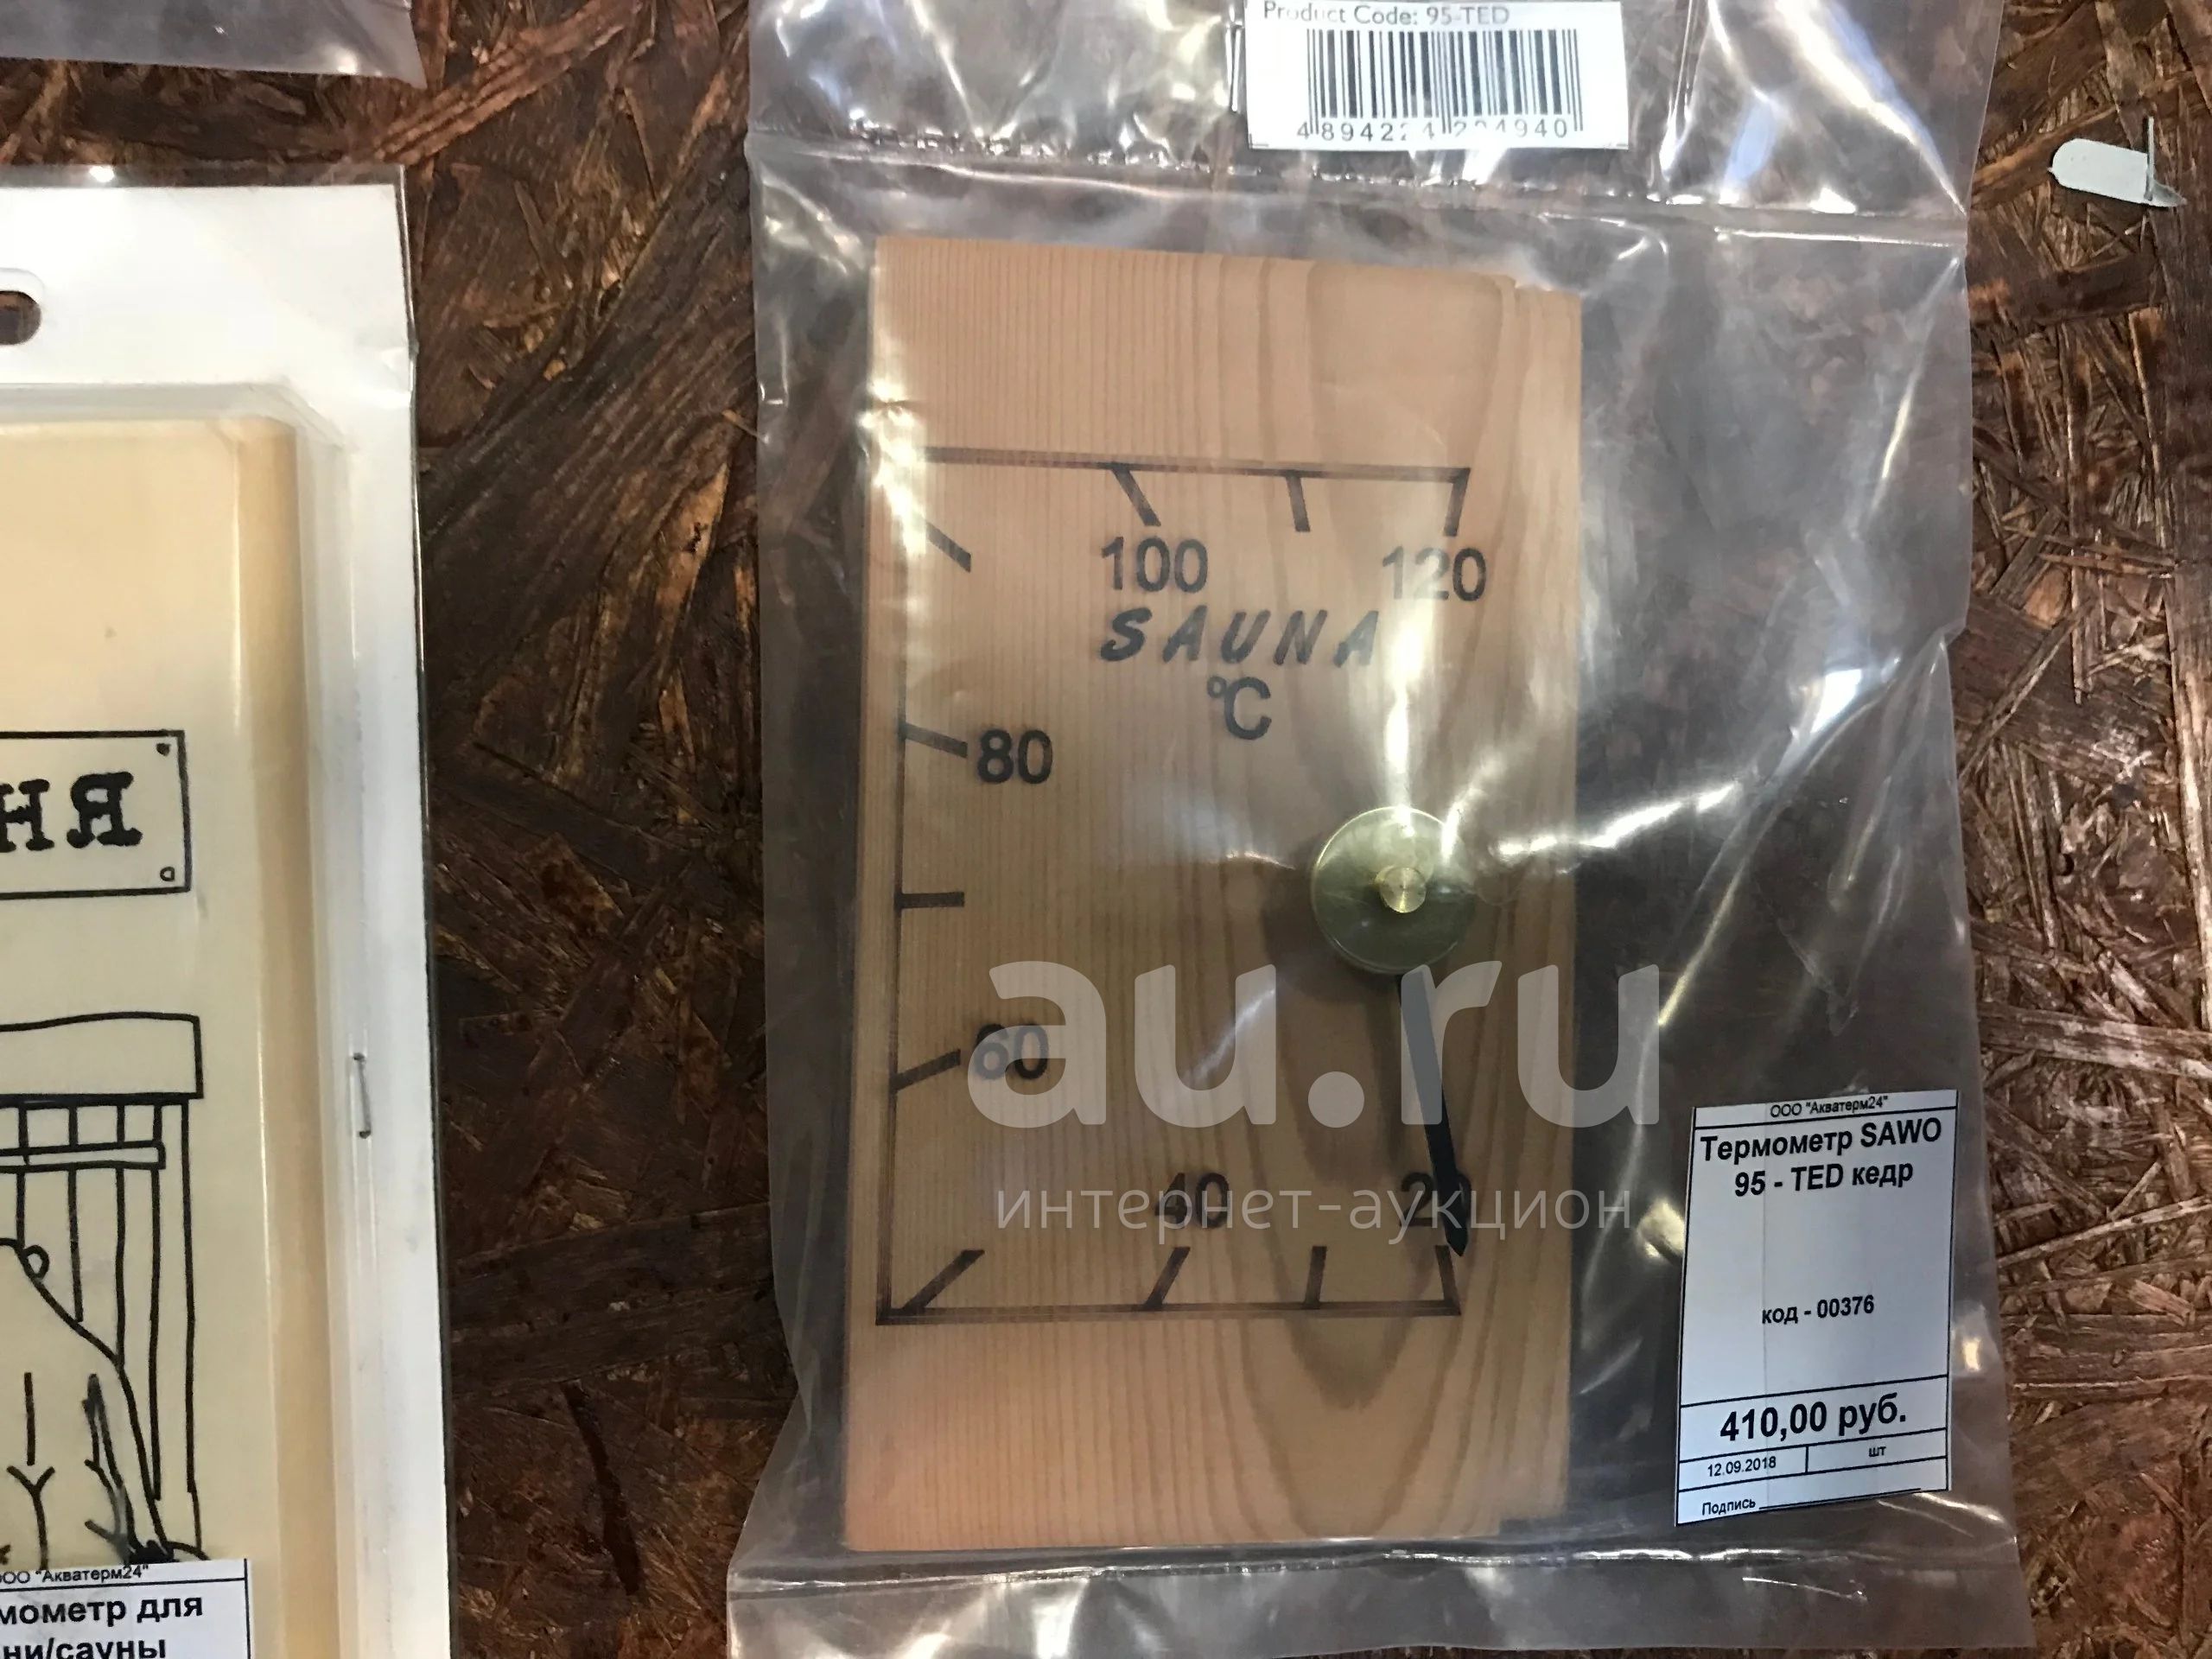 Product Code: 95-TED
100
120
SAUNA
°C
80
60
40
20
au.ru
интернет-аукцион
ООО "Акватерм24"
Термометр SAWO
95 - TED кедр
код - 00376
410,00 руб.
12.09.2018
шт
Подпись
ня
ООО "Акватерм24"
мометр для
ни/сауны